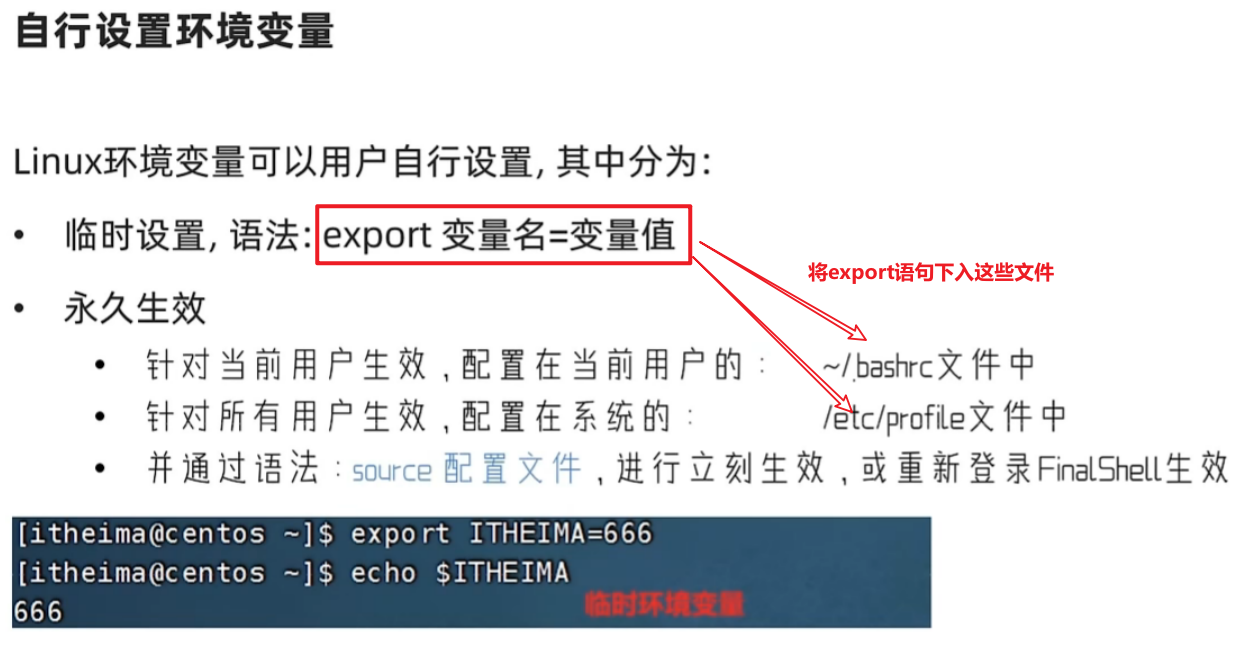 自行设置环境变量
Linux环境变量可以用户自行设置, 其中分为:
• 临时设置, 语法: export 变量名=变量值
将export语句下入这些文件
• 永久生效
• 针对当前用户生效,配置在当前用户的: ~/.bashrc文件中
• 针对所有用户生效,配置在系统的: /etc/profile文件中
• 并通过语法:source 配置文件,进行立刻生效,或重新登录FinalShell生效
[itheima@centos ~]$ export ITHEIMA=666
[itheima@centos ~]$ echo $ITHEIMA
666
临时环境变量